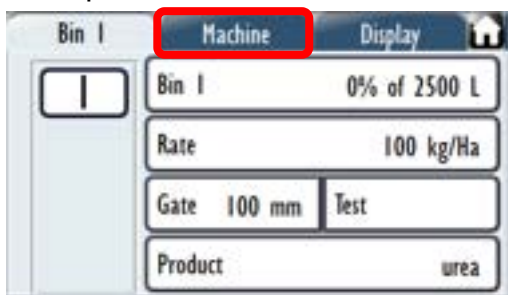 Bin 1 Machine Display
1
Bin 1 0% of 2500 L
Rate 100 kg/Ha
Gate 100 mm Test
Product urea